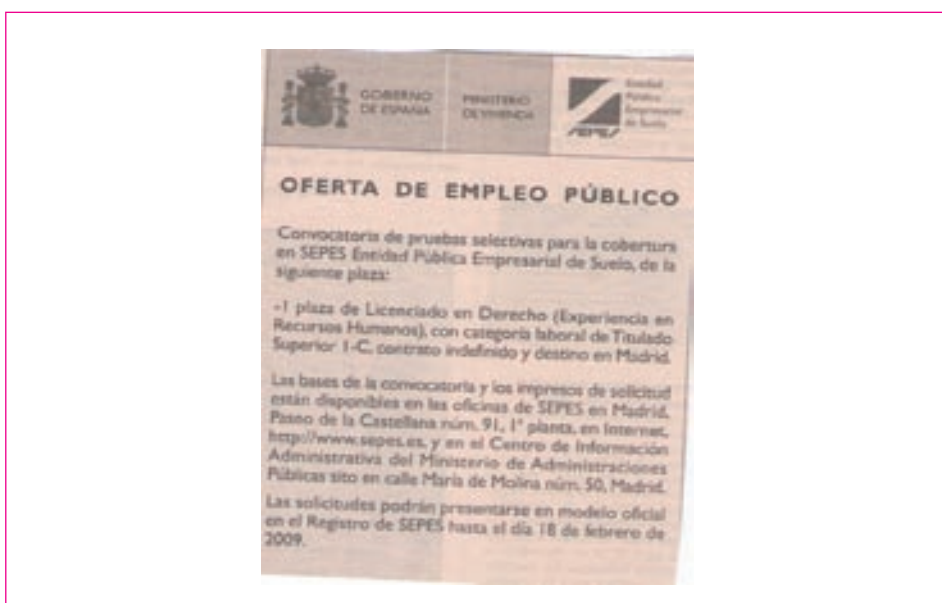 GOBIERNO
DE ESPAÑA
MINISTERIO
DE VIVIENDA
Entidad
Pública
Empresarial
de Suelo
SEPES
OFERTA DE EMPLEO PÚBLICO
Convocatoria de pruebas selectivas para la cobertura
en SEPES Entidad Pública Empresarial de Suelo, de la
siguiente plaza:
-1 plaza de Licenciado en Derecho (Experiencia en
Recursos Humanos), con categoría laboral de Titulado
Superior 1-C, contrato indefinido y destino en Madrid.
Las bases de la convocatoria y los impresos de solicitud
están disponibles en las oficinas de SEPES en Madrid,
Paseo de la Castellana núm. 91, 1ª planta, en Internet,
http://www.sepes.es, y en el Centro de Información
Administrativa del Ministerio de Administraciones
Públicas sito en calle María de Molina núm. 50, Madrid.
Las solicitudes podrán presentarse en modelo oficial
en el Registro de SEPES hasta el día 18 de febrero de
2009.